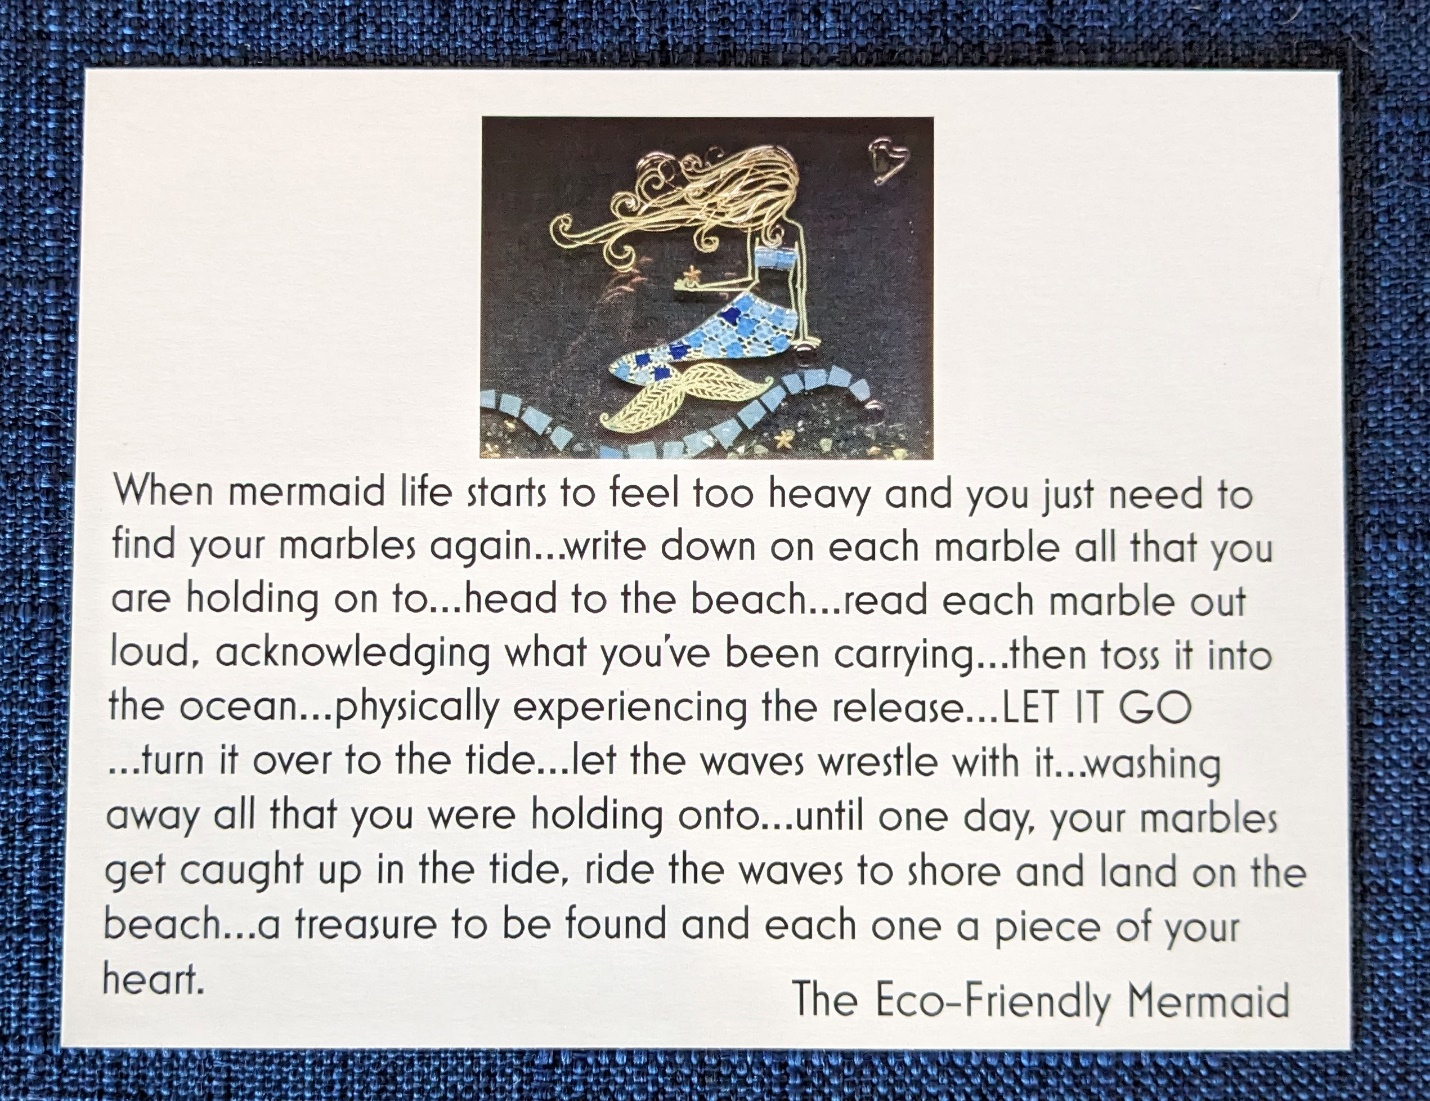 When mermaid life starts to feel too heavy and you just need to
find your marbles again...write down on each marble all that you
are holding on to...head to the beach...read each marble out
loud, acknowledging what you've been carrying...then toss it into
the ocean...physically experiencing the release...LET IT GO
...turn it over to the tide...let the waves wrestle with it...washing
away all that you were holding onto...until one day, your marbles
get caught up in the tide, ride the waves to shore and land on the
beach...a treasure to be found and each one a piece of your
heart.
The Eco-Friendly Mermaid